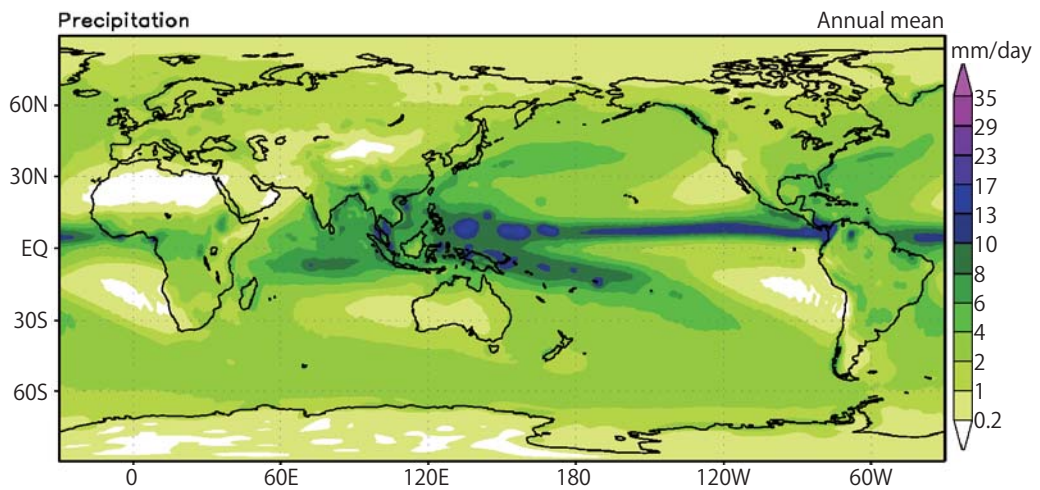 Precipitation
Annual mean
mm/day
60N
30N
EQ
30S
60S
35
29
23
17
13
10
8
6
4
2
1
0.2
0
60E
120E
180
120W
60W